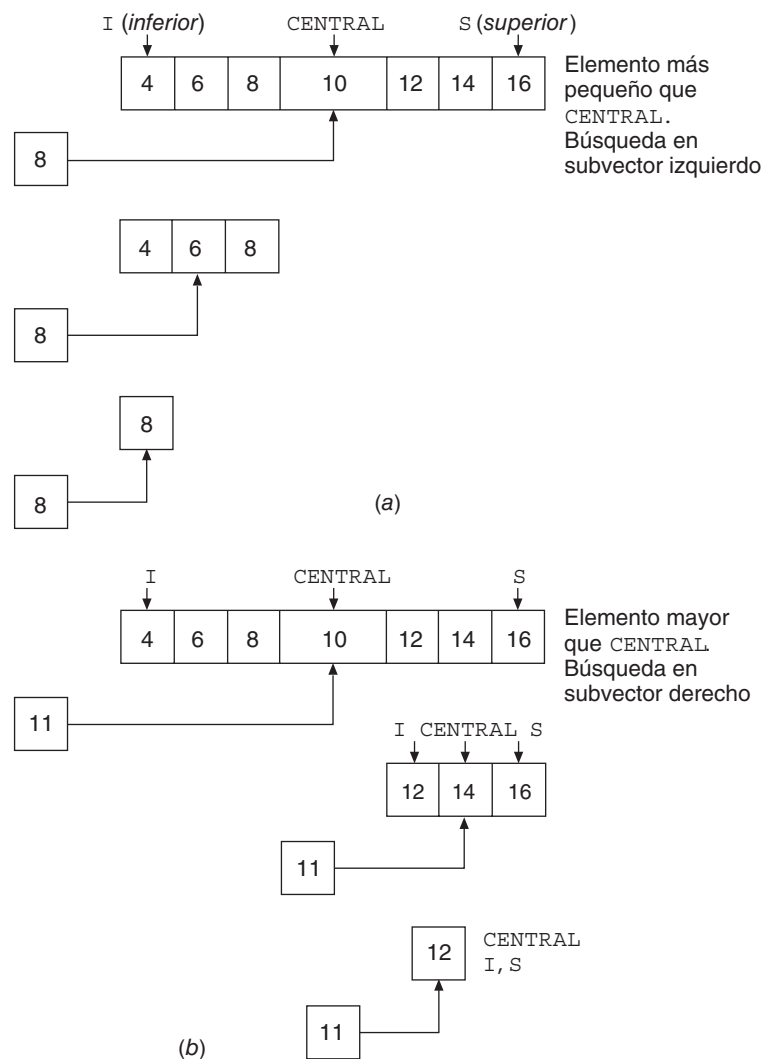 I (inferior) CENTRAL S (superior)
4 6 8 10 12 14 16
Elemento más
pequeño que
CENTRAL.
Búsqueda en
subvector izquierdo
8
4 6 8
8
8
8
(a)
I CENTRAL S
4 6 8 10 12 14 16
Elemento mayor
que CENTRAL
Búsqueda en
subvector derecho
11
I CENTRAL S
12 14 16
11
12
CENTRAL
I,S
11
(b)